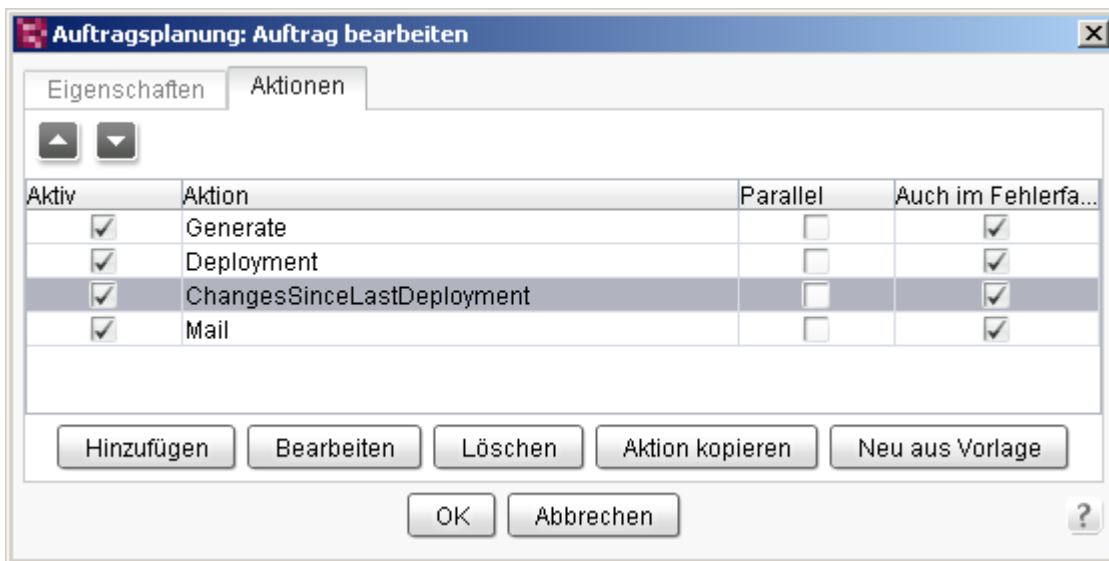 Auftragsplanung: Auftrag bearbeiten
Eigenschaften Aktionen
Aktiv Aktion Parallel Auch im Fehlerfa...
Generate
Deployment
ChangesSinceLastDeployment
Mail
Hinzufügen Bearbeiten Löschen Aktion kopieren Neu aus Vorlage
OK Abbrechen ?